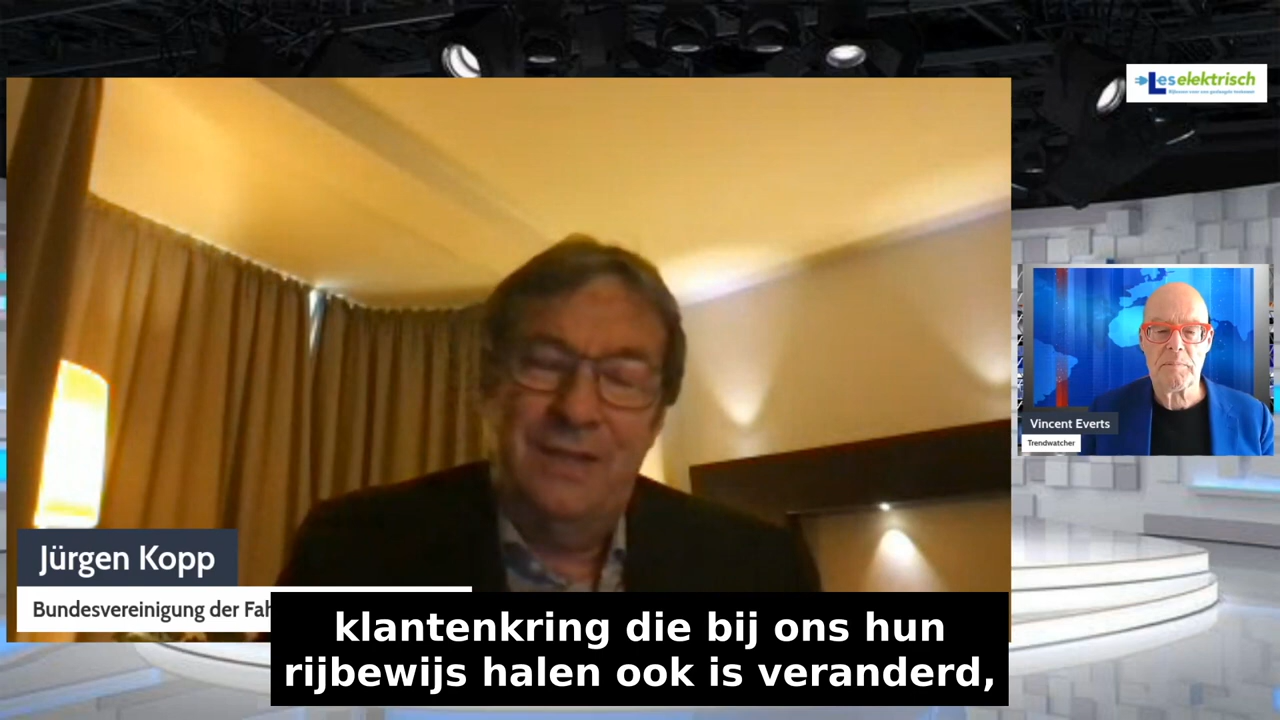 Leselektrisch
Vincent Everts
Trendwatcher
Jürgen Kopp
Bundesvereinigung der Fah
klantenkring die bij ons hun
rijbewijs halen ook is veranderd,